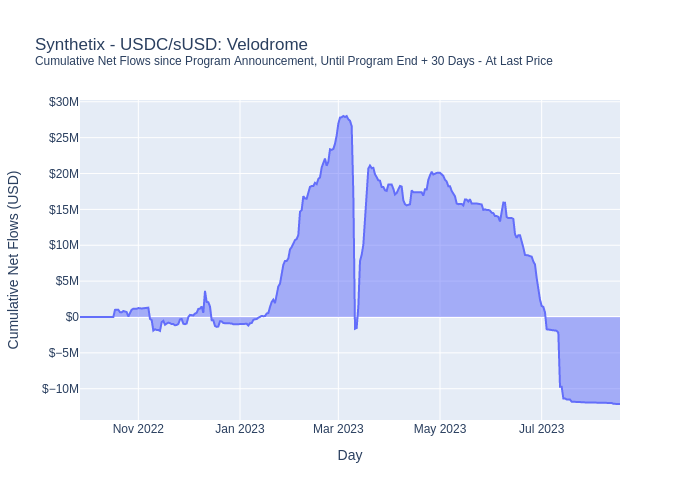 Synthetix - USDC/sUSD: Velodrome
Cumulative Net Flows since Program Announcement, Until Program End + 30 Days - At Last Price
$30M
$25M
$20M
$15M
$10M
$5M
$0
$−5M
$−10M
Cumulative Net Flows (USD)
Nov 2022 Jan 2023 Mar 2023 May 2023 Jul 2023
Day